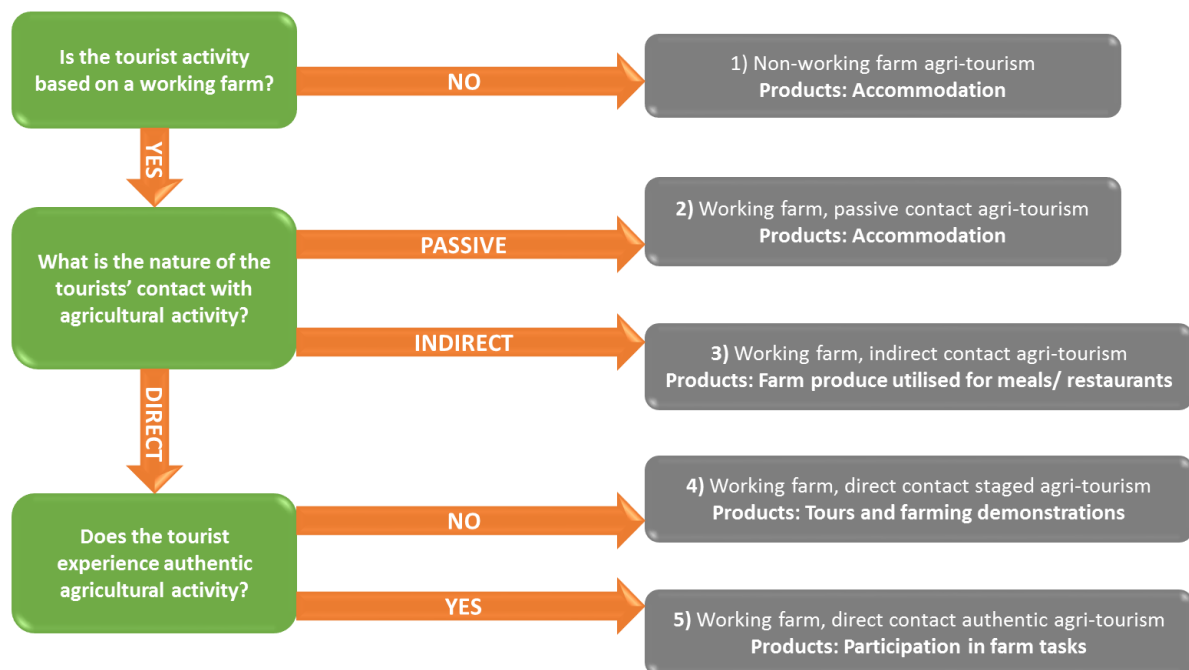 Is the tourist activity
based on a working farm?
NO
1) Non-working farm agri-tourism
Products: Accommodation
YES
What is the nature of the
tourists’ contact with
agricultural activity?
PASSIVE
2) Working farm, passive contact agri-tourism
Products: Accommodation
INDIRECT
3) Working farm, indirect contact agri-tourism
Products: Farm produce utilised for meals/ restaurants
DIRECT
Does the tourist
experience authentic
agricultural activity?
NO
4) Working farm, direct contact staged agri-tourism
Products: Tours and farming demonstrations
YES
5) Working farm, direct contact authentic agri-tourism
Products: Participation in farm tasks